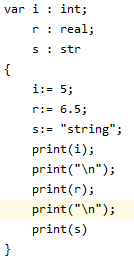 var i : int;
    r : real;
    s : str
{
    i:= 5;
    r:= 6.5;
    s:= "string";
    print(i);
    print("\n");
    print(r);
    print("\n");
    print(s)
}